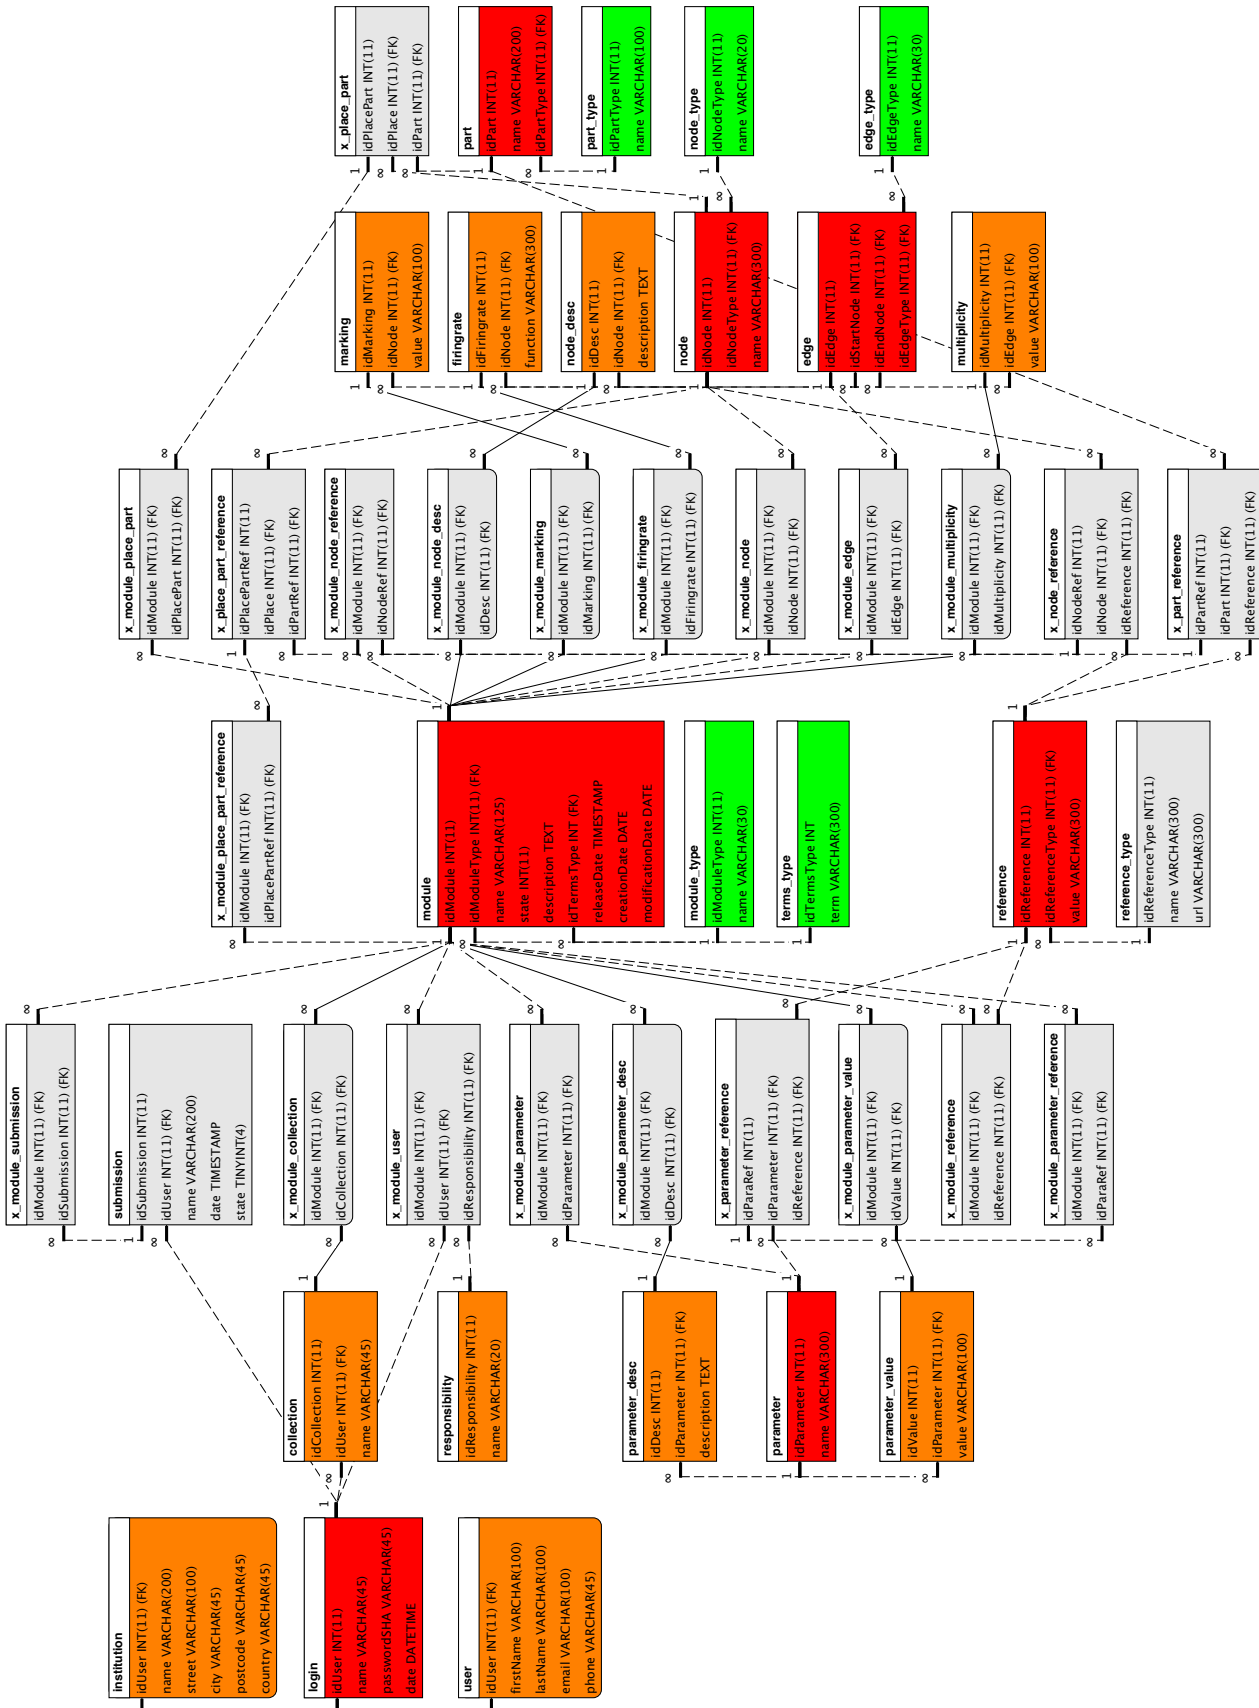 institution
idUser INT(11) (FK)
name VARCHAR(200)
street VARCHAR(100)
city VARCHAR(45)
postcode VARCHAR(45)
country VARCHAR(45)
login
idUser INT(11)
name VARCHAR(45)
passwordSHA VARCHAR(45)
date DATETIME
user
idUser INT(11) (FK)
firstName VARCHAR(100)
lastName VARCHAR(100)
email VARCHAR(100)
phone VARCHAR(45)
collection
idCollection INT(11)
idUser INT(11) (FK)
name VARCHAR(45)
responsibility
idResponsibility INT(11)
name VARCHAR(20)
parameter_desc
idDesc INT(11)
idParameter INT(11) (FK)
description TEXT
parameter
idParameter INT(11)
name VARCHAR(300)
parameter_value
idValue INT(11)
idParameter INT(11) (FK)
value VARCHAR(100)
x_module_submission
idModule INT(11) (FK)
idSubmission INT(11) (FK)
submission
idSubmission INT(11)
idUser INT(11) (FK)
name VARCHAR(200)
date TIMESTAMP
state TINYINT(4)
x_module_collection
idModule INT(11) (FK)
idCollection INT(11) (FK)
x_module_user
idModule INT(11) (FK)
idUser INT(11) (FK)
idResponsibility INT(11) (FK)
x_module_parameter
idModule INT(11) (FK)
idParameter INT(11) (FK)
x_module_parameter_desc
idModule INT(11) (FK)
idDesc INT(11) (FK)
x_parameter_reference
idParaRef INT(11)
idParameter INT(11) (FK)
idReference INT(11) (FK)
x_module_parameter_value
idModule INT(11) (FK)
idValue INT(11) (FK)
x_module_reference
idModule INT(11) (FK)
idReference INT(11) (FK)
x_module_parameter_reference
idModule INT(11) (FK)
idParaRef INT(11) (FK)
x_module_place_part_reference
idModule INT(11) (FK)
idPlacePartRef INT(11) (FK)
module
idModule INT(11)
idModuleType INT(11) (FK)
name VARCHAR(125)
state INT(11)
description TEXT
idTermsType INT (FK)
releaseDate TIMESTAMP
creationDate DATE
modificationDate DATE
module_type
idModuleType INT(11)
name VARCHAR(30)
terms_type
idTermsType INT
term VARCHAR(300)
reference
idReference INT(11)
idReferenceType INT(11) (FK)
value VARCHAR(300)
reference_type
idReferenceType INT(11)
name VARCHAR(300)
url VARCHAR(300)
x_module_place_part
idModule INT(11) (FK)
idPlacePart INT(11) (FK)
x_place_part_reference
idPlacePartRef INT(11)
idPlace INT(11) (FK)
idPartRef INT(11) (FK)
x_module_node_reference
idModule INT(11) (FK)
idNodeRef INT(11) (FK)
x_module_node_desc
idModule INT(11) (FK)
idDesc INT(11) (FK)
x_module_marking
idModule INT(11) (FK)
idMarking INT(11) (FK)
x_module_firingrate
idModule INT(11) (FK)
idFiringrate INT(11) (FK)
x_module_node
idModule INT(11) (FK)
idNode INT(11) (FK)
x_module_edge
idModule INT(11) (FK)
idEdge INT(11) (FK)
x_module_multiplicity
idModule INT(11) (FK)
idMultiplicity INT(11) (FK)
x_node_reference
idNodeRef INT(11)
idNode INT(11) (FK)
idReference INT(11) (FK)
x_part_reference
idPartRef INT(11)
idPart INT(11) (FK)
idReference INT(11) (FK)
marking
idMarking INT(11)
idNode INT(11) (FK)
value VARCHAR(100)
firingrate
idFiringrate INT(11)
idNode INT(11) (FK)
function VARCHAR(300)
node_desc
idDesc INT(11)
idNode INT(11) (FK)
description TEXT
node
idNode INT(11)
idNodeType INT(11) (FK)
name VARCHAR(300)
edge
idEdge INT(11)
idStartNode INT(11) (FK)
idEndNode INT(11) (FK)
idEdgeType INT(11) (FK)
multiplicity
idMultiplicity INT(11)
idEdge INT(11) (FK)
value VARCHAR(100)
x_place_part
idPlacePart INT(11)
idPlace INT(11) (FK)
idPart INT(11) (FK)
part
idPart INT(11)
name VARCHAR(200)
idPartType INT(11) (FK)
part_type
idPartType INT(11)
name VARCHAR(100)
node_type
idNodeType INT(11)
name VARCHAR(20)
edge_type
idEdgeType INT(11)
name VARCHAR(30)